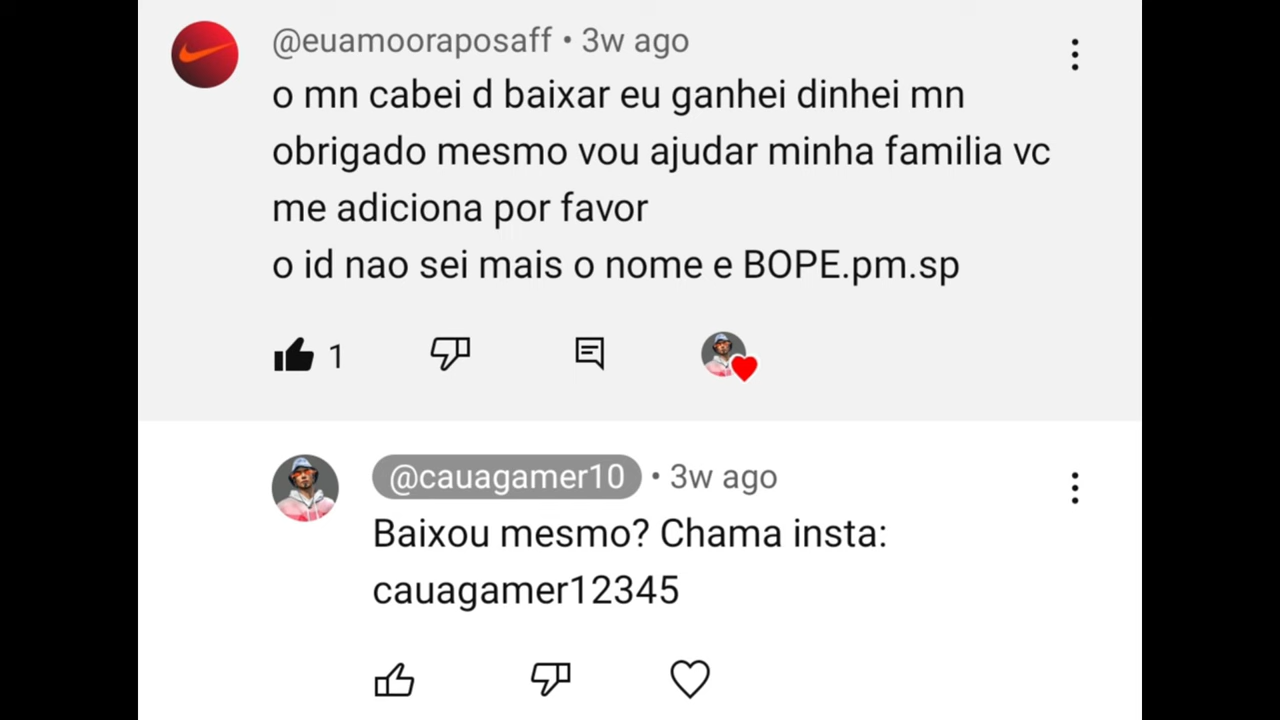 @euamooraposaff • 3w ago
o mn cabei d baixar eu ganhei dinhei mn
obrigado mesmo vou ajudar minha familia vc
me adiciona por favor
o id nao sei mais o nome e BOPE.pm.sp
1
@cauagamer10 • 3w ago
Baixou mesmo? Chama insta:
cauagamer12345